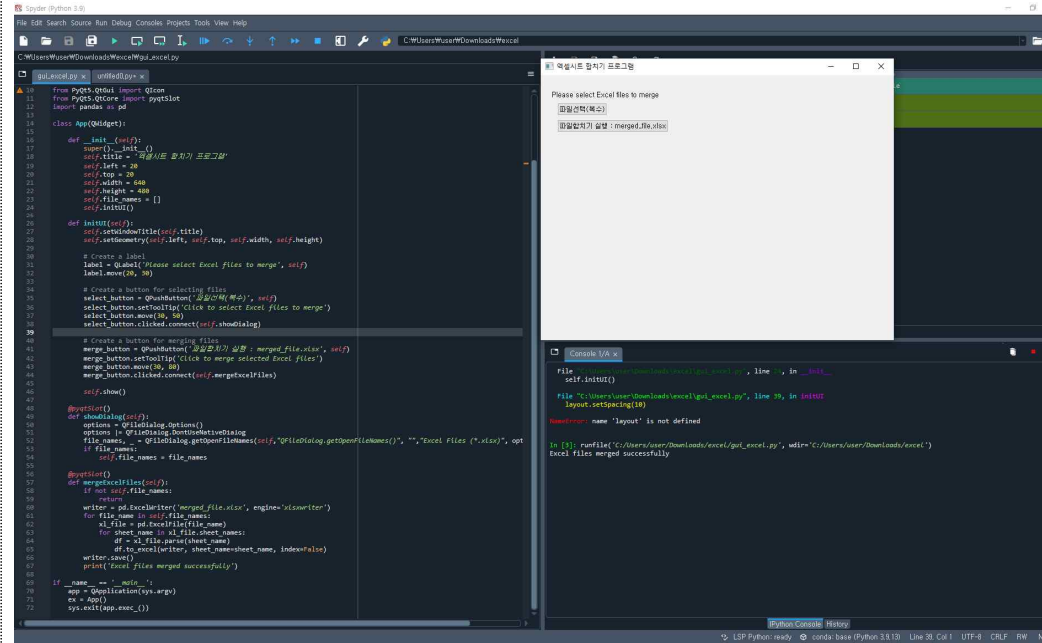 Spyder (Python 3.9)
File Edit Search Source Run Debug Consoles Projects Tools View Help
C:₩Users₩user₩Downloads₩excel
C:₩Users₩user₩Downloads₩excel₩gui_excel.py
gui_excel.py × untitled0.py* ×
10 from PyQt5.QtGui import QIcon
11 from PyQt5.QtCore import pyqtSlot
12 import pandas as pd
13
14 class App(QWidget):
15
16 def __init__(self):
17 super().__init__()
18 self.title = '엑셀시트 합치기 프로그램'
19 self.left = 20
20 self.top = 20
21 self.width = 640
22 self.height = 480
23 self.file_names = []
24 self.initUI()
25
26 def initUI(self):
27 self.setWindowTitle(self.title)
28 self.setGeometry(self.left, self.top, self.width, self.height)
29
30 # Create a label
31 label = QLabel('Please select Excel files to merge', self)
32 label.move(20, 30)
33
34 # Create a button for selecting files
35 select_button = QPushButton('파일선택(복수)', self)
36 select_button.setToolTip('Click to select Excel files to merge')
37 select_button.move(30, 50)
38 select_button.clicked.connect(self.showDialog)
39
40 # Create a button for merging files
41 merge_button = QPushButton('파일합치기 실행 : merged_file.xlsx', self)
42 merge_button.setToolTip('Click to merge selected Excel files')
43 merge_button.move(30, 80)
44 merge_button.clicked.connect(self.mergeExcelFiles)
45
46 self.show()
47
48 @pyqtSlot()
49 def showDialog(self):
50 options = QFileDialog.Options()
51 options |= QFileDialog.DontUseNativeDialog
52 file_names, _ = QFileDialog.getOpenFileNames(self,"QFileDialog.getOpenFileNames()", "","Excel Files (*.xlsx)", opt
53 if file_names:
54 self.file_names = file_names
55
56 @pyqtSlot()
57 def mergeExcelFiles(self):
58 if not self.file_names:
59 return
60 writer = pd.ExcelWriter('merged_file.xlsx', engine='xlsxwriter')
61 for file_name in self.file_names:
62 xl_file = pd.ExcelFile(file_name)
63 for sheet_name in xl_file.sheet_names:
64 df = xl_file.parse(sheet_name)
65 df.to_excel(writer, sheet_name=sheet_name, index=False)
66 writer.save()
67 print('Excel files merged successfully')
68
69 if __name__ == '__main__':
70 app = QApplication(sys.argv)
71 ex = App()
72 sys.exit(app.exec_())
엑셀시트 합치기 프로그램
Please select Excel files to merge
파일선택(복수)
파일합치기 실행 : merged_file.xlsx
Console 1/A ×
File "C:\Users\user\Downloads\excel\gui_excel.py", line 24, in __init__
self.initUI()
File "C:\Users\user\Downloads\excel\gui_excel.py", line 39, in initUI
layout.setSpacing(10)
NameError: name 'layout' is not defined
In [3]: runfile('C:/Users/user/Downloads/excel/gui_excel.py', wdir='C:/Users/user/Downloads/excel')
Excel files merged successfully
IPython Console History
LSP Python: ready conda: base (Python 3.9.13) Line 39, Col 1 UTF-8 CRLF RW